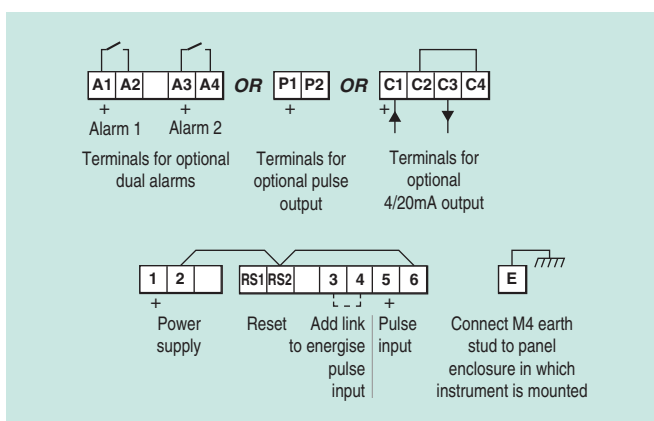 A1 A2 A3 A4 OR P1 P2 OR C1 C2 C3 C4
+ + + +
Alarm 1 Alarm 2
Terminals for optional
dual alarms
Terminals for
optional pulse
output
Terminals for
optional
4/20mA output
1 2 RS1 RS2 3 4 5 6 E
+ +
Power
supply
Reset
Add link
to energise
pulse
input
Pulse
input
Connect M4 earth
stud to panel
enclosure in which
instrument is mounted